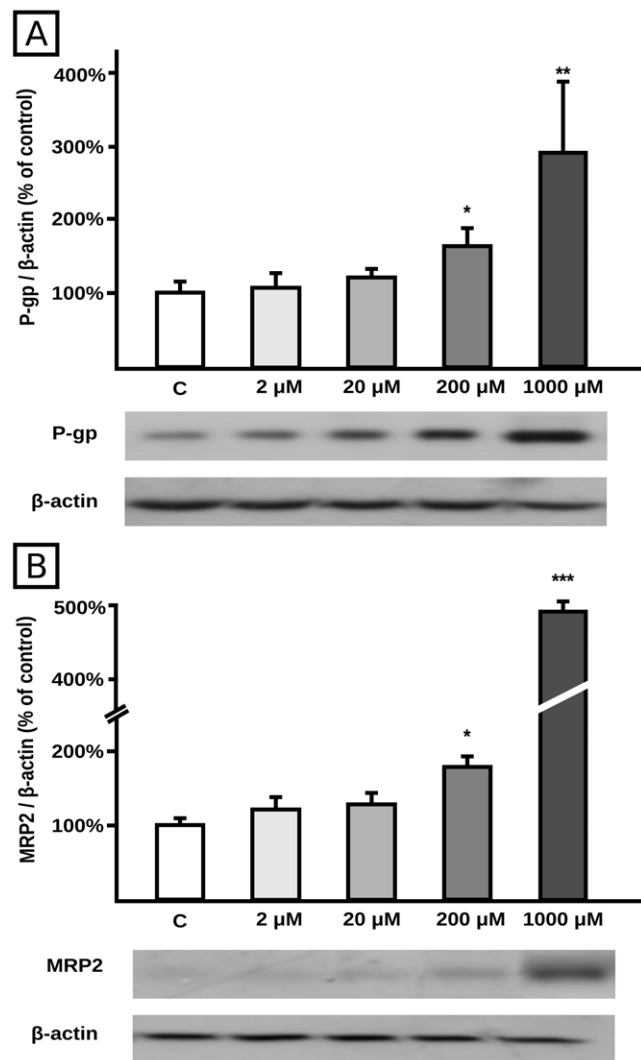 A
P-gp / β-actin (% of control)
400%
300%
200%
100%
*
**
C 2 μM 20 μM 200 μM 1000 μM
P-gp
β-actin
B
MRP2 / β-actin (% of control)
500%
400%
200%
100%
*
***
C 2 μM 20 μM 200 μM 1000 μM
MRP2
β-actin